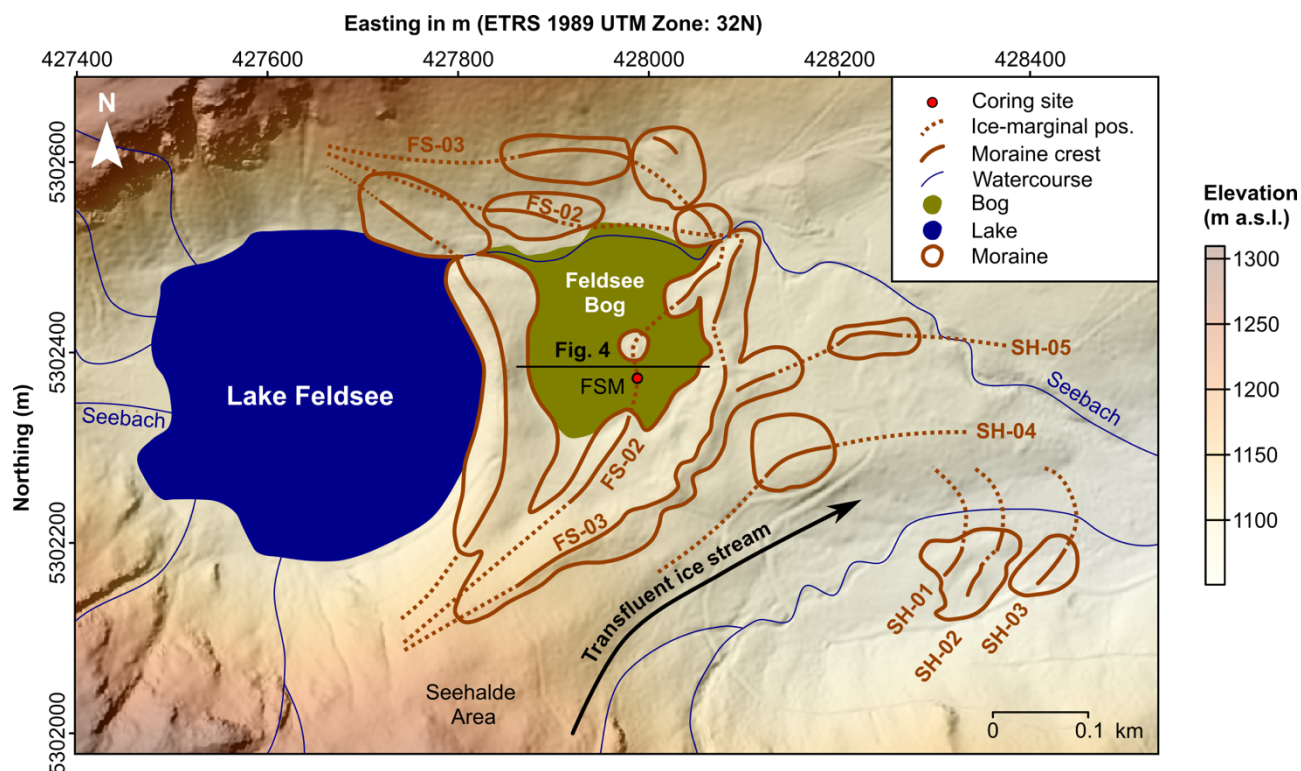 Easting in m (ETRS 1989 UTM Zone: 32N)
427400 427600 427800 428000 428200 428400
N
Northing (m)
5302600
5302400
5302200
5302000
Coring site
Ice-marginal pos.
Moraine crest
Watercourse
Bog
Lake
Moraine
Elevation
(m a.s.l.)
1300
1250
1200
1150
1100
FS-03
FS-02
Feldsee
Bog
Fig. 4
FSM
Lake Feldsee
Seebach
SH-05
Seebach
SH-04
FS-02
FS-03
Transfluent ice stream
SH-01
SH-02
SH-03
Seehalde
Area
0 0.1 km